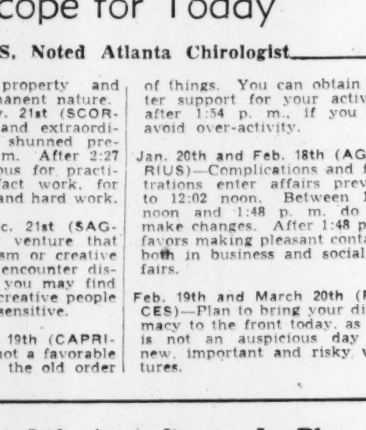 cope for Today
S. Noted Atlanta Chirologist
property and
anent nature.
. 21st (SCOR-
and extraordi-
shunned pre-
m. After 2:27
ous for practi-
fact work, for
and hard work.
c. 21st (SAG-
venture that
sm or creative
encounter dis-
you may find
creative people
sensitive.
19th (CAPRI-
not a favorable
the old order
of things. You can obtain
ter support for your activ
after 1:54 p. m., if you
avoid over-activity.
Jan. 20th and Feb. 18th (AG
RIUS)—Complications and f
trations enter affairs prev
to 12:02 noon. Between 1
noon and 1:48 p. m. do
make changes. After 1:48 p
favors making pleasant conta
both in business and social
fairs.
Feb. 19th and March 20th (P
CES)—Plan to bring your di
macy to the front today, as
is not an auspicious day
new, important and risky v
tures.